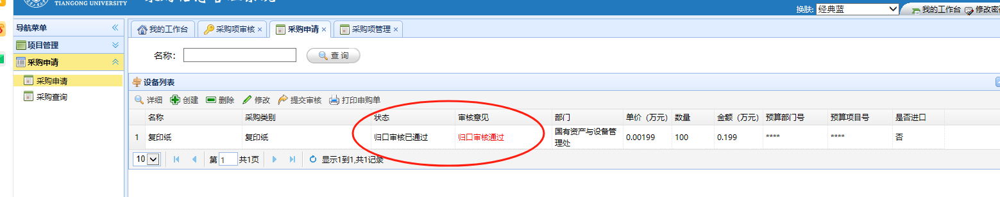 TIANGONG UNIVERSITY
换肤: 经典蓝 我的工作台 修改密
导航菜单
我的工作台 采购项审核 采购申请 采购项管理
项目管理
采购申请
采购申请
采购查询
名称: 查 询
设备列表
详细 创建 删除 修改 提交审核 打印申购单
名称 采购类别 状态 审核意见 部门 单价（万元） 数量 金额（万元） 预算部门号 预算项目号 是否进口
1 复印纸 复印纸 归口审核已通过 归口审核通过 国有资产与设备管
理处 0.00199 100 0.199 **** **** 否
10 第 1 共1页 显示1到1,共1记录